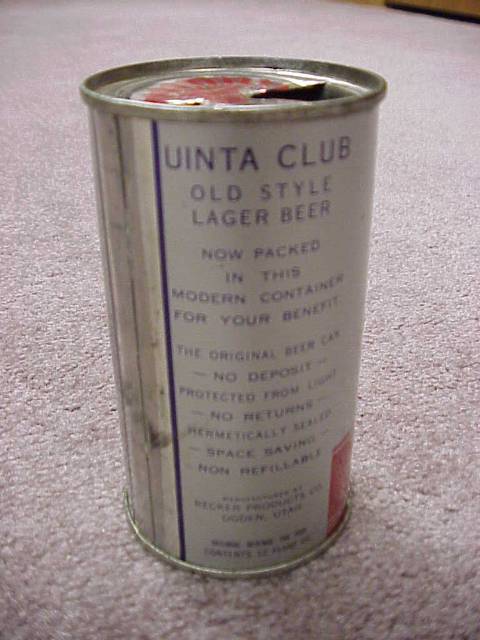 UINTA CLUB
OLD STYLE
LAGER BEER
NOW PACKED
IN THIS
MODERN CONTAINER
FOR YOUR BENEFIT
THE ORIGINAL BEER CAN
— NO DEPOSIT —
PROTECTED FROM LIGHT
— NO RETURNS —
HERMETICALLY SEALED
— SPACE SAVING —
NON REFILLABLE
MANUFACTURED BY
BECKER PRODUCTS CO.
OGDEN, UTAH
CONTENTS 12 FLUID OZ.